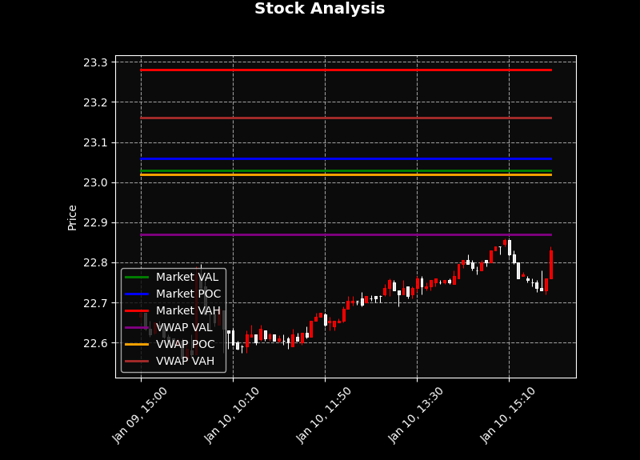 Stock Analysis
23.3
23.2
23.1
23.0
22.9
22.8
22.7
22.6
Price
Market VAL
Market POC
Market VAH
VWAP VAL
VWAP POC
VWAP VAH
Jan 09, 15:00
Jan 10, 10:10
Jan 10, 11:50
Jan 10, 13:30
Jan 10, 15:10